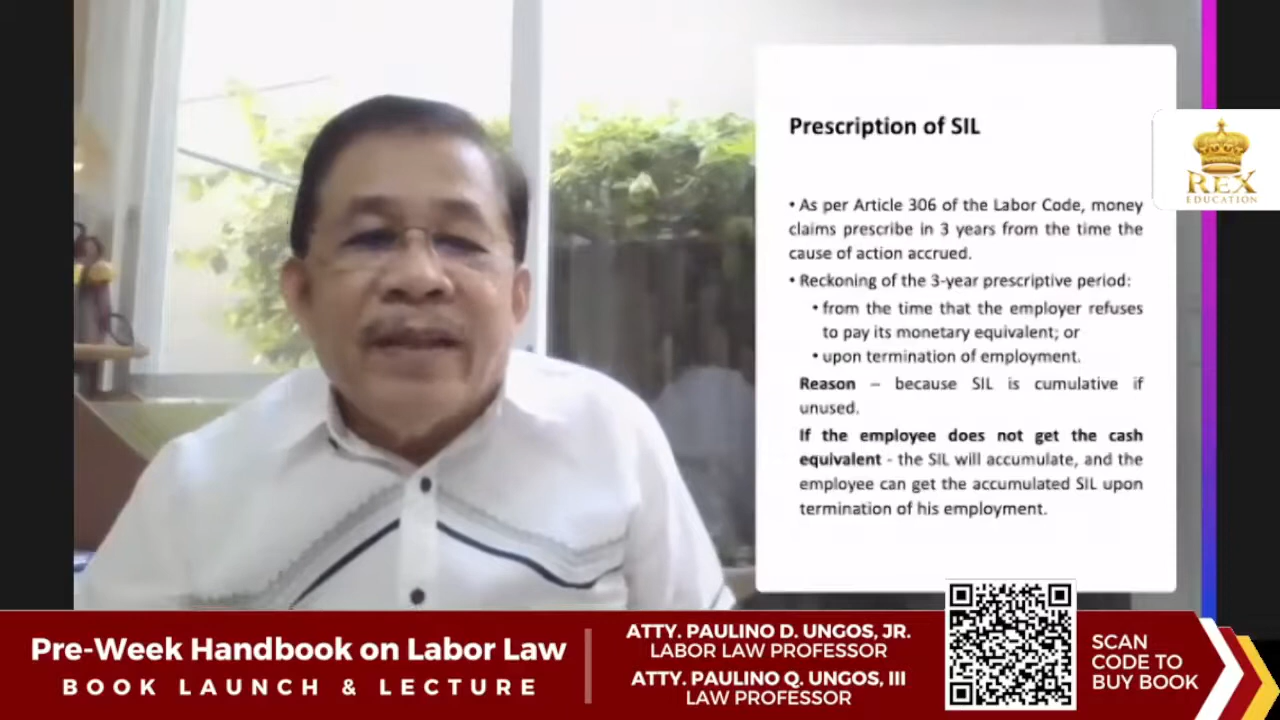 Prescription of SIL
• As per Article 306 of the Labor Code, money
claims prescribe in 3 years from the time the
cause of action accrued.
• Reckoning of the 3-year prescriptive period:
• from the time that the employer refuses
to pay its monetary equivalent; or
• upon termination of employment.
Reason – because SIL is cumulative if
unused.
If the employee does not get the cash
equivalent - the SIL will accumulate, and the
employee can get the accumulated SIL upon
termination of his employment.
REX
EDUCATION
Pre-Week Handbook on Labor Law
BOOK LAUNCH & LECTURE
ATTY. PAULINO D. UNGOS, JR.
LABOR LAW PROFESSOR
ATTY. PAULINO Q. UNGOS, III
LAW PROFESSOR
SCAN
CODE TO
BUY BOOK